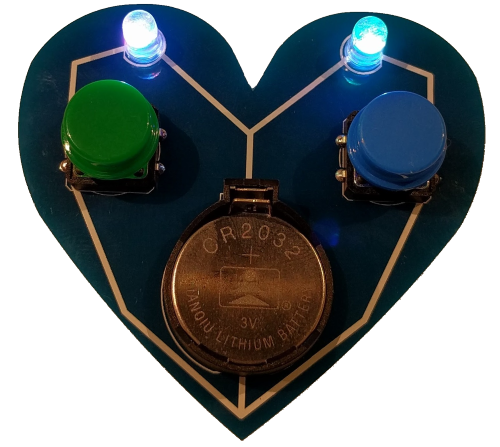 CR2032
+
3V
TIANQIU LITHIUM BATTERY